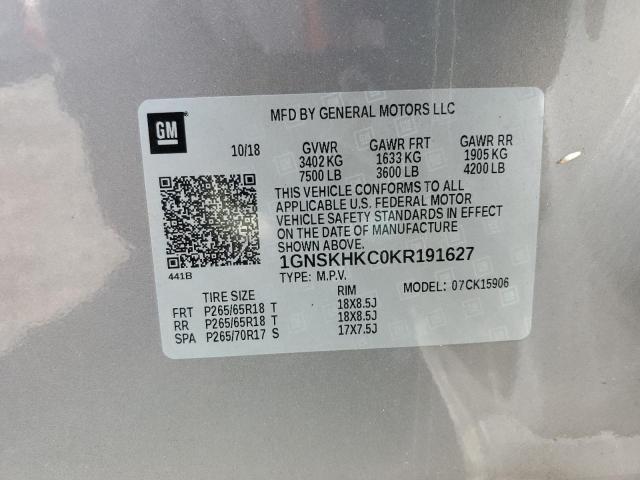 GM
MFD BY GENERAL MOTORS LLC
10/18 GVWR GAWR FRT GAWR RR
3402 KG 1633 KG 1905 KG
7500 LB 3600 LB 4200 LB
THIS VEHICLE CONFORMS TO ALL
APPLICABLE U.S. FEDERAL MOTOR
VEHICLE SAFETY STANDARDS IN EFFECT
ON THE DATE OF MANUFACTURE
SHOWN ABOVE.
1GNSKHKC0KR191627
441B
TYPE: M.P.V. MODEL: 07CK15906
TIRE SIZE RIM
FRT P265/65R18 T 18X8.5J
RR P265/65R18 T 18X8.5J
SPA P265/70R17 S 17X7.5J